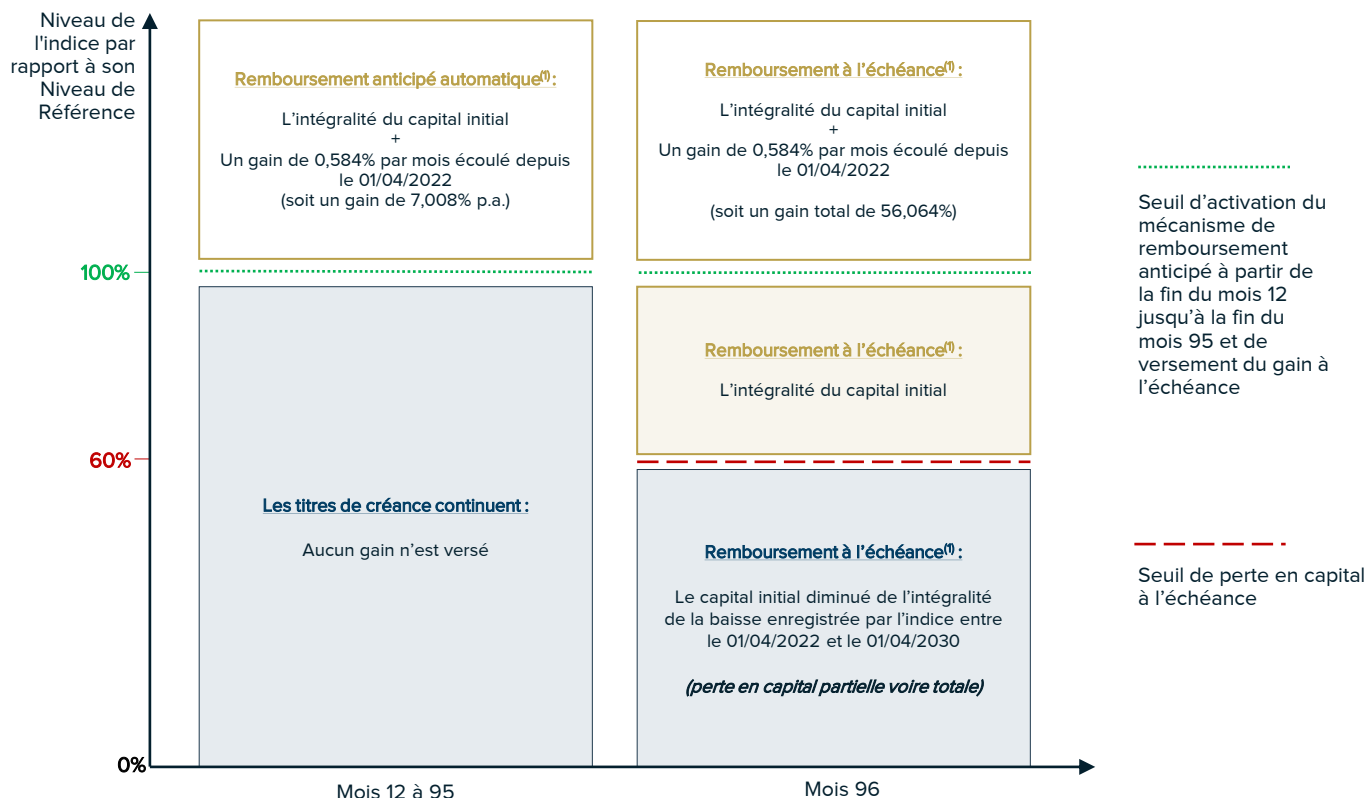 Niveau de
l'indice par
rapport à son
Niveau de
Référence
Remboursement anticipé automatique(1) :
L'intégralité du capital initial
+
Un gain de 0,584% par mois écoulé depuis
le 01/04/2022
(soit un gain de 7,008% p.a.)
Remboursement à l'échéance(1) :
L'intégralité du capital initial
+
Un gain de 0,584% par mois écoulé depuis
le 01/04/2022
(soit un gain total de 56,064%)
100%
Remboursement à l'échéance(1) :
L'intégralité du capital initial
60%
Les titres de créance continuent :
Aucun gain n'est versé
Remboursement à l'échéance(1) :
Le capital initial diminué de l'intégralité
de la baisse enregistrée par l'indice entre
le 01/04/2022 et le 01/04/2030
(perte en capital partielle voire totale)
0%
Mois 12 à 95
Mois 96
Seuil d'activation du
mécanisme de
remboursement
anticipé à partir de
la fin du mois 12
jusqu'à la fin du
mois 95 et de
versement du gain à
l'échéance
Seuil de perte en capital
à l'échéance